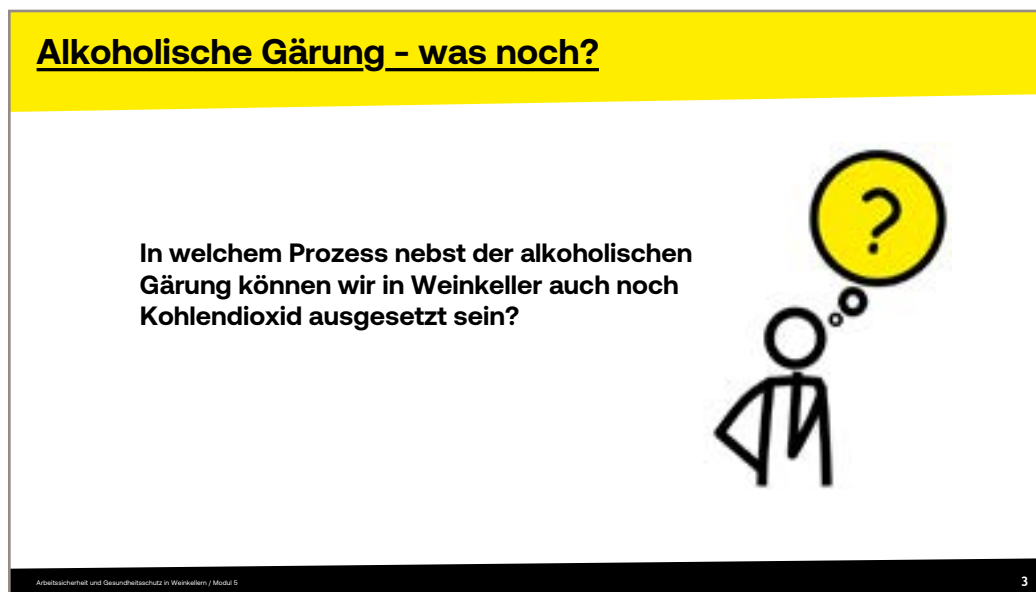 Alkoholische Gärung - was noch?
?
In welchem Prozess nebst der alkoholischen
Gärung können wir in Weinkeller auch noch
Kohlendioxid ausgesetzt sein?
Arbeitssicherheit und Gesundheitsschutz in Weinkellern / Modul 5
3